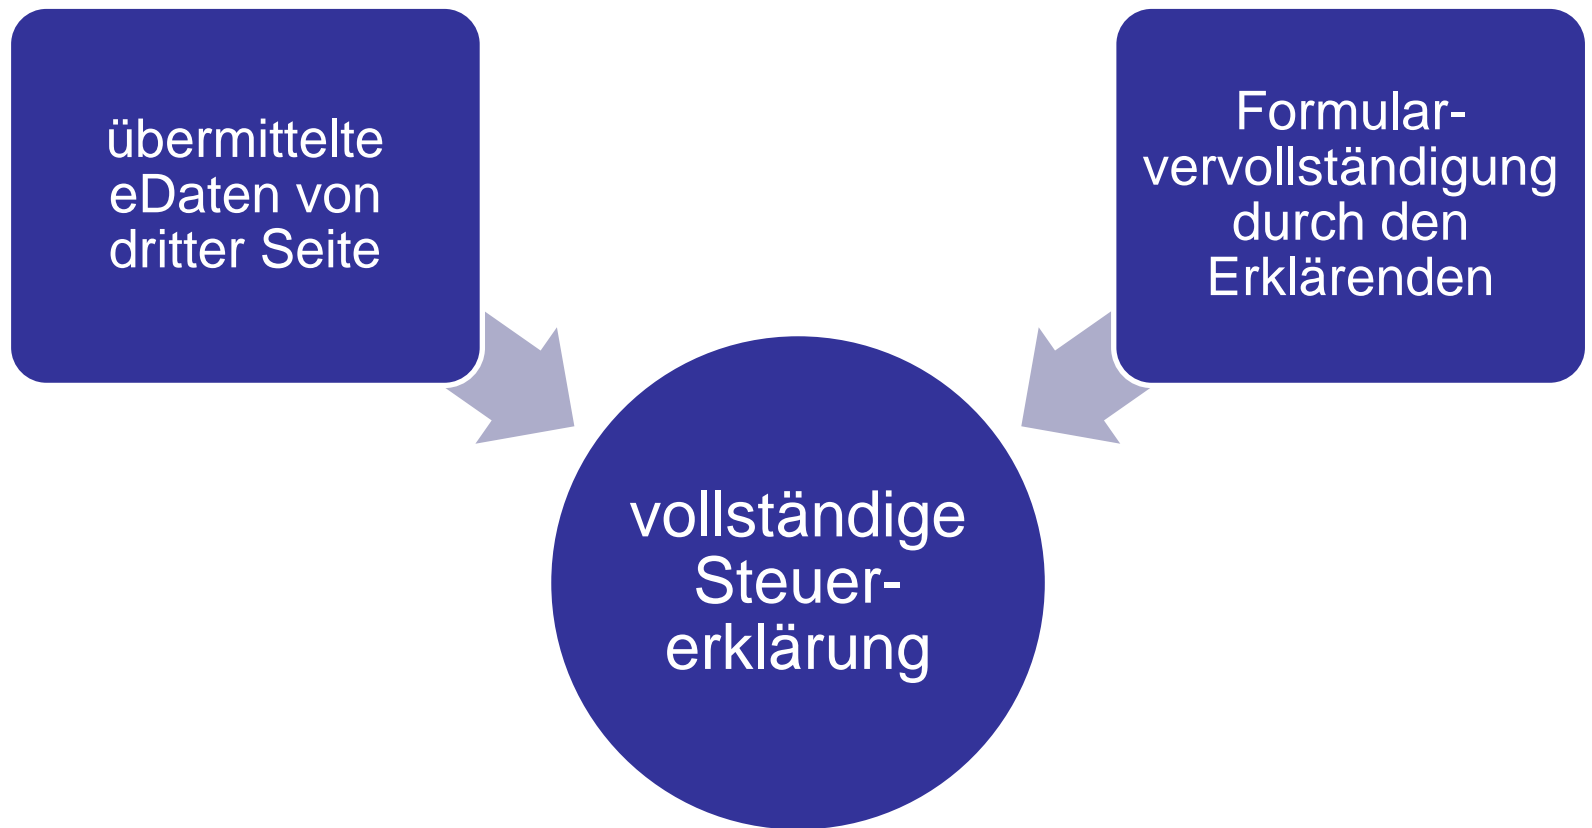 übermittelte
eDaten von
dritter Seite
Formular-
vervollständigung
durch den
Erklärenden
vollständige
Steuer-
erklärung